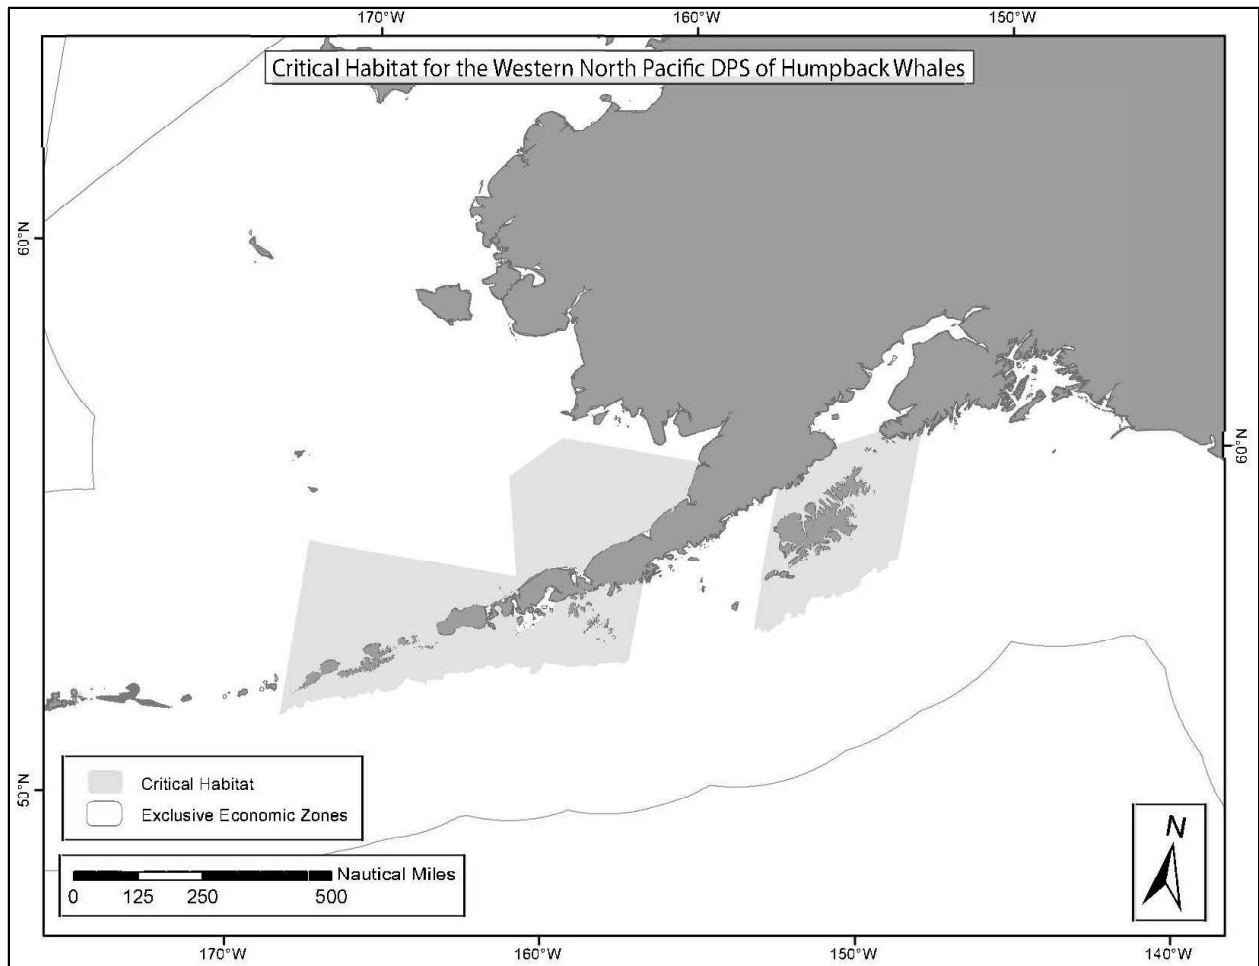 170°W 160°W 150°W
Critical Habitat for the Western North Pacific DPS of Humpback Whales
60°N
60°N
50°N
Critical Habitat
Exclusive Economic Zones
Nautical Miles
0 125 250 500
N
170°W 160°W 150°W 140°W